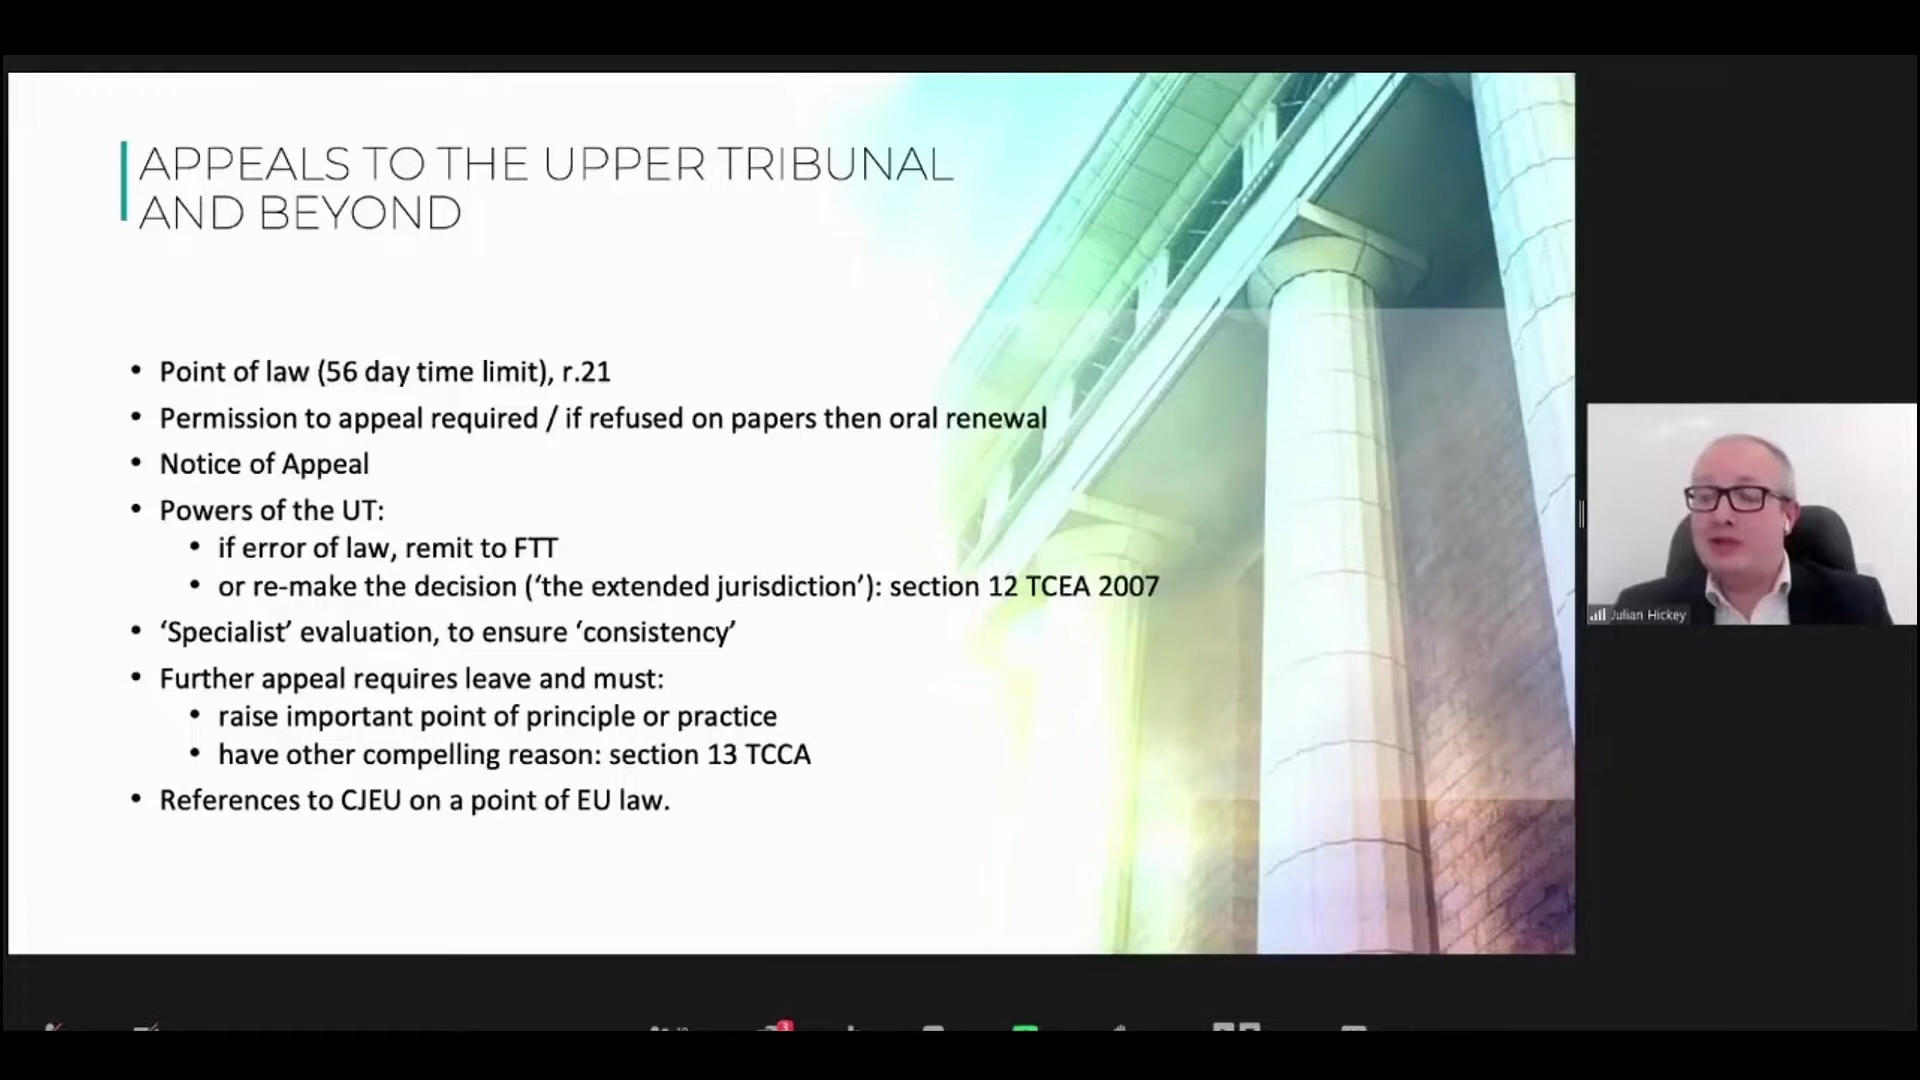 APPEALS TO THE UPPER TRIBUNAL
AND BEYOND
• Point of law (56 day time limit), r.21
• Permission to appeal required / if refused on papers then oral renewal
• Notice of Appeal
• Powers of the UT:
• if error of law, remit to FTT
• or re-make the decision (‘the extended jurisdiction’): section 12 TCEA 2007
• ‘Specialist’ evaluation, to ensure ‘consistency’
• Further appeal requires leave and must:
• raise important point of principle or practice
• have other compelling reason: section 13 TCCA
• References to CJEU on a point of EU law.
Julian Hickey
3